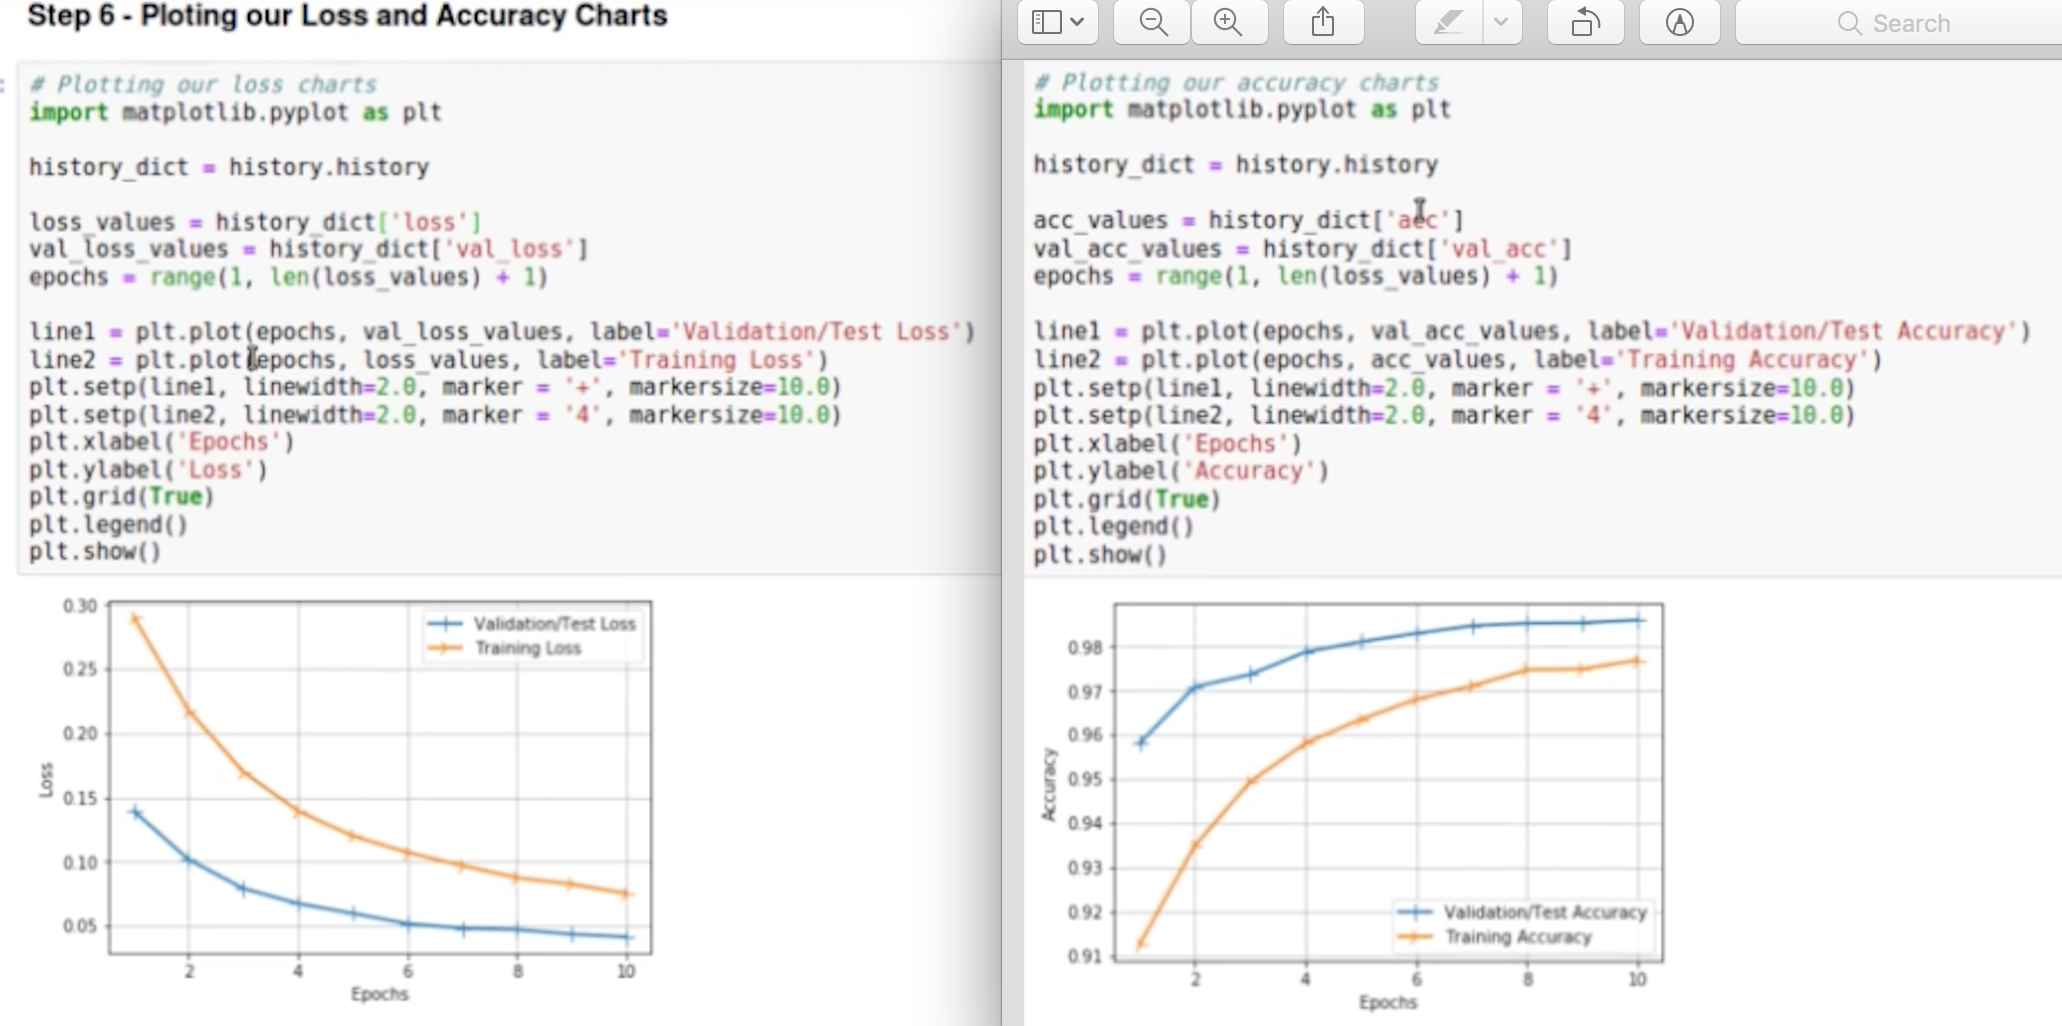 Step 6 - Ploting our Loss and Accuracy Charts
# Plotting our loss charts
import matplotlib.pyplot as plt
history_dict = history.history
loss_values = history_dict['loss']
val_loss_values = history_dict['val_loss']
epochs = range(1, len(loss_values) + 1)
line1 = plt.plot(epochs, val_loss_values, label='Validation/Test Loss')
line2 = plt.plot(epochs, loss_values, label='Training Loss')
plt.setp(line1, linewidth=2.0, marker = '+', markersize=10.0)
plt.setp(line2, linewidth=2.0, marker = '4', markersize=10.0)
plt.xlabel('Epochs')
plt.ylabel('Loss')
plt.grid(True)
plt.legend()
plt.show()
0.30
0.25
0.20
0.15
0.10
0.05
Loss
Validation/Test Loss
Training Loss
2 4 6 8 10
Epochs
Search
# Plotting our accuracy charts
import matplotlib.pyplot as plt
history_dict = history.history
acc_values = history_dict['acc']
val_acc_values = history_dict['val_acc']
epochs = range(1, len(loss_values) + 1)
line1 = plt.plot(epochs, val_acc_values, label='Validation/Test Accuracy')
line2 = plt.plot(epochs, acc_values, label='Training Accuracy')
plt.setp(line1, linewidth=2.0, marker = '+', markersize=10.0)
plt.setp(line2, linewidth=2.0, marker = '4', markersize=10.0)
plt.xlabel('Epochs')
plt.ylabel('Accuracy')
plt.grid(True)
plt.legend()
plt.show()
0.98
0.97
0.96
0.95
0.94
0.93
0.92
0.91
Accuracy
Validation/Test Accuracy
Training Accuracy
2 4 6 8 10
Epochs